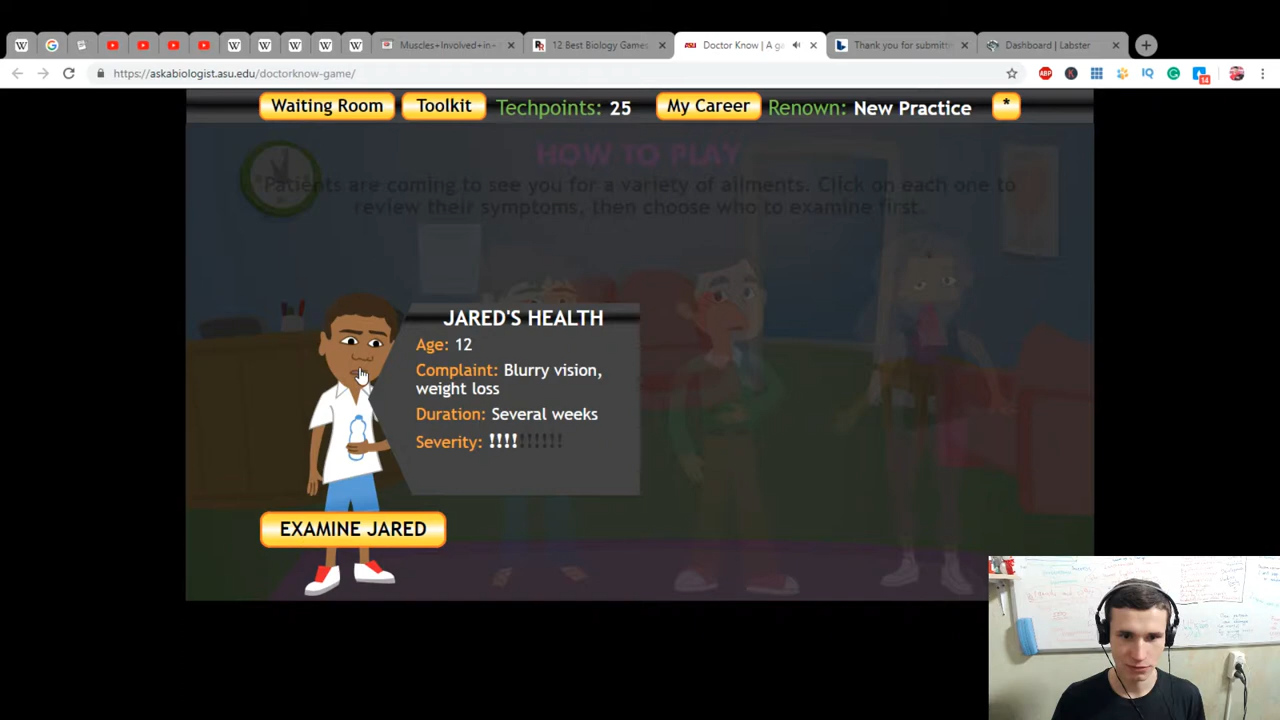 Muscles+Involved+in+
12 Best Biology Games
Doctor Know | A g
Thank you for submitt
Dashboard | Labster
https://askabiologist.asu.edu/doctorknow-game/
Waiting Room
Toolkit
Techpoints: 25
My Career
Renown: New Practice
*
HOW TO PLAY
Patients are coming to see you for a variety of ailments. Click on each one to
review their symptoms, then choose who to examine first.
JARED'S HEALTH
Age: 12
Complaint: Blurry vision,
weight loss
Duration: Several weeks
Severity: !!!!!!!!!!
EXAMINE JARED